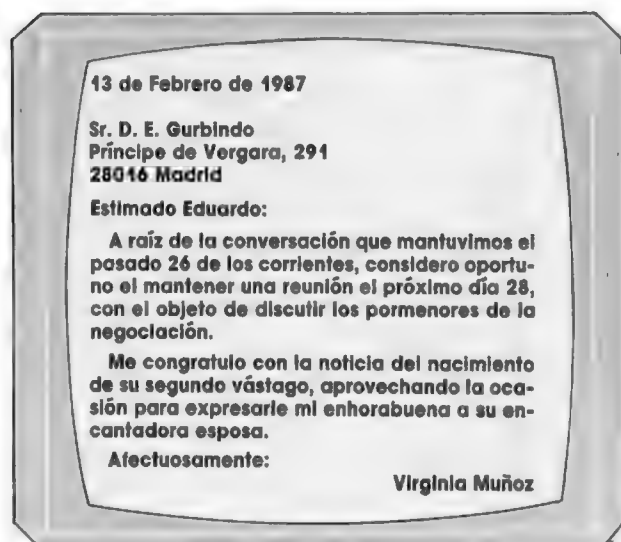 13 de Febrero de 1987
Sr. D. E. Gurbindo
Príncipe de Vergara, 291
28016 Madrid
Estimado Eduardo:
A raíz de la conversación que mantuvimos el
pasado 26 de los corrientes, considero oportu-
no el mantener una reunión el próximo día 28,
con el objeto de discutir los pormenores de la
negociación.
Me congratulo con la noticia del nacimiento
de su segundo vástago, aprovechando la oca-
sión para expresarle mi enhorabuena a su en-
cantadora esposa.
Afectuosamente:
Virginia Muñoz